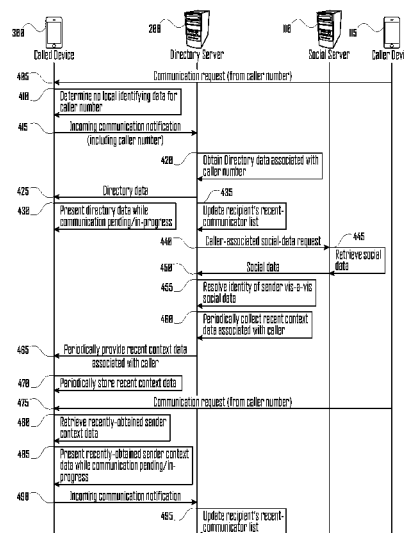 300
200
110
115
Called Device
Directory Server
Social Server
Caller Device
405
Communication request (from caller number)
410
Determine no local identifying data for
caller number
415
Incoming communication notification
(including caller number)
420
Obtain Directory data associated with
caller number
425
Directory data
430
Present directory data while
communication pending/in-
progress
435
Update recipient's recent-
communicator list
440
Caller-associated social-data request
445
Retrieve social
data
450
Social data
455
Resolve identity of sender vis-a-vis
social data
460
Periodically collect recent context
data associated with caller
465
Periodically provide recent context data
associated with caller
470
Periodically store recent context data
475
Communication request (from caller number)
480
Retrieve recently-obtained sender
context data
485
Present recently-obtained sender context
data while communication pending/in-
progress
490
Incoming communication notification
495
Update recipient's recent-
communicator list